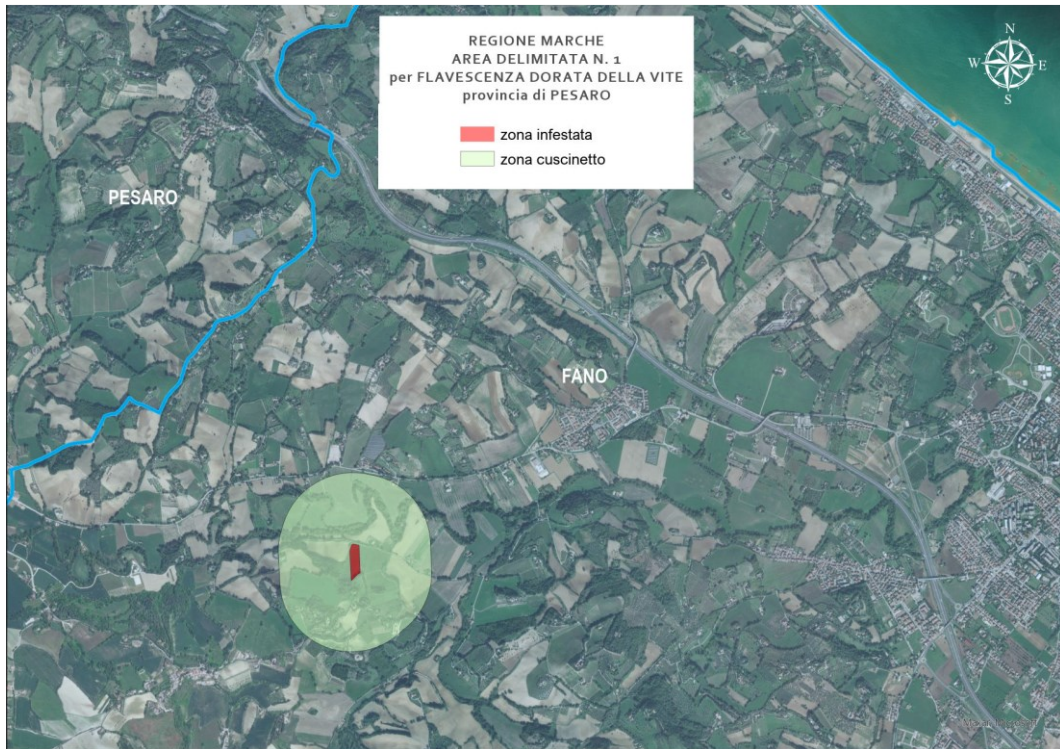 REGIONE MARCHE
AREA DELIMITATA N. 1
per FLAVESCENZA DORATA DELLA VITE
provincia di PESARO
zona infestata
zona cuscinetto
N
W E
S
PESARO
FANO